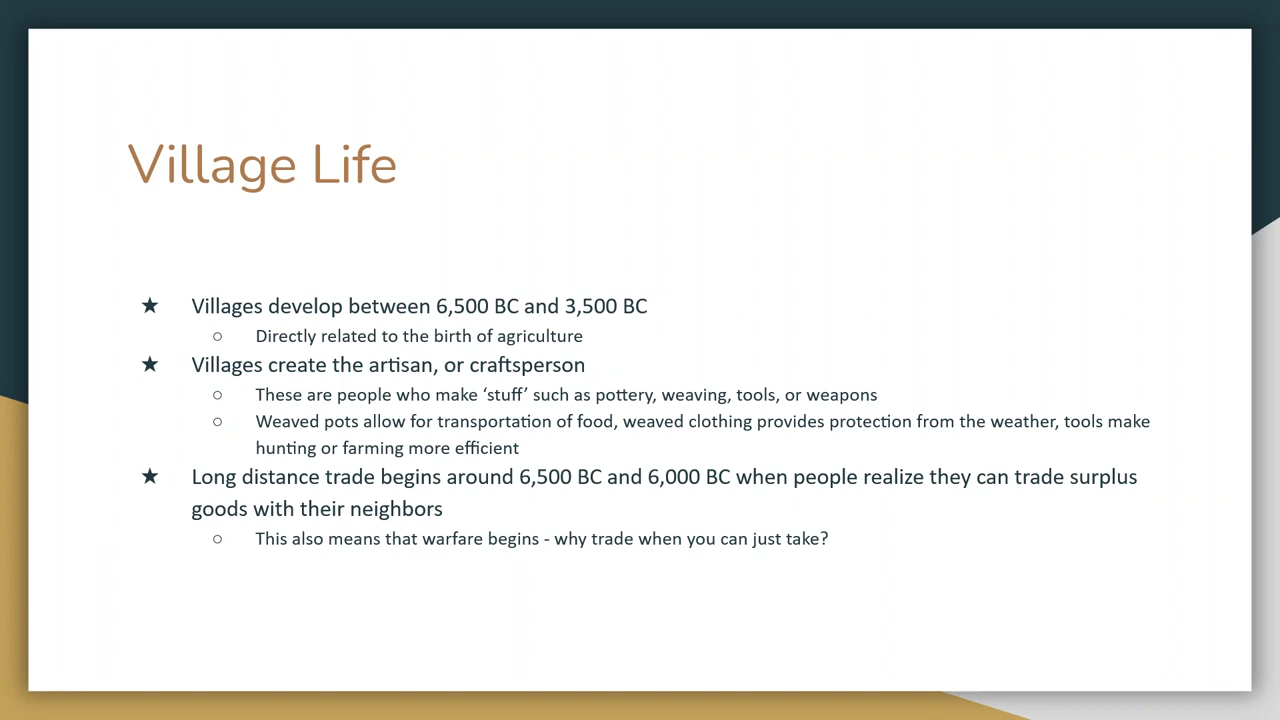 Village Life
★ Villages develop between 6,500 BC and 3,500 BC
○ Directly related to the birth of agriculture
★ Villages create the artisan, or craftsperson
○ These are people who make ‘stuff’ such as pottery, weaving, tools, or weapons
○ Weaved pots allow for transportation of food, weaved clothing provides protection from the weather, tools make
hunting or farming more efficient
★ Long distance trade begins around 6,500 BC and 6,000 BC when people realize they can trade surplus
goods with their neighbors
○ This also means that warfare begins - why trade when you can just take?